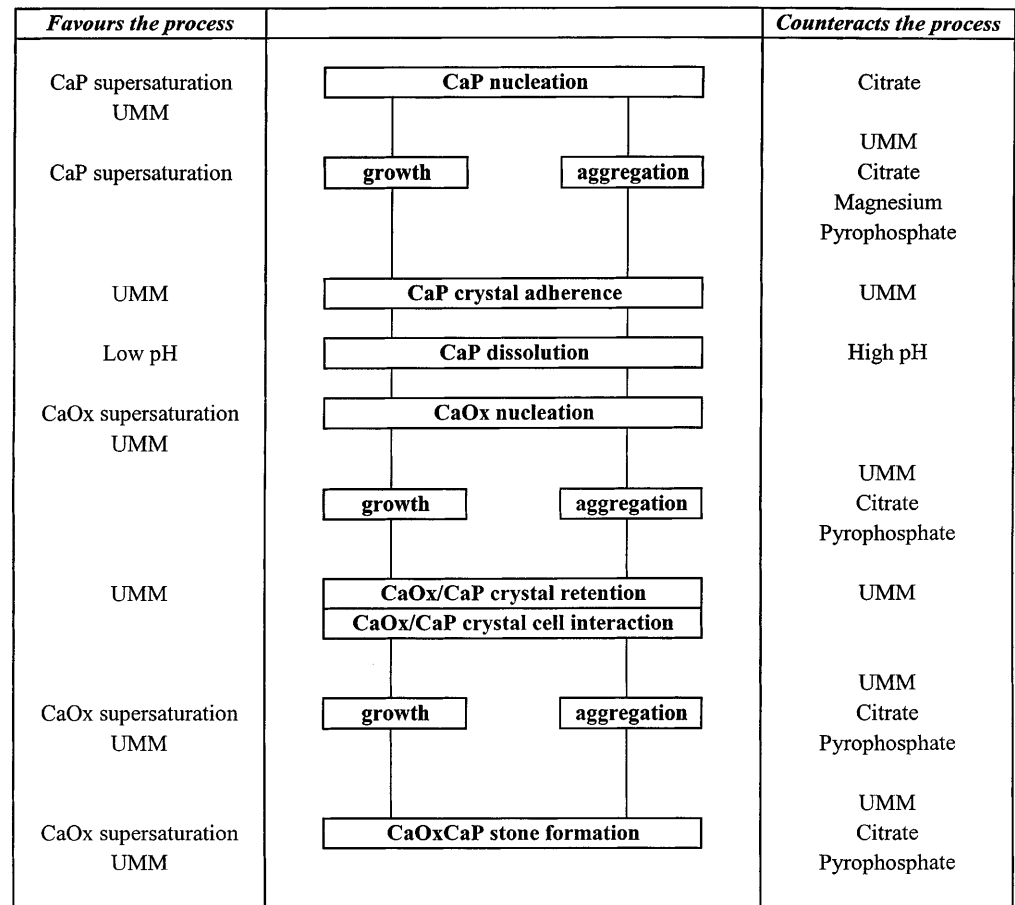 Favours the process Counteracts the process
CaP supersaturation CaP nucleation Citrate
UMM
UMM
CaP supersaturation growth aggregation Citrate
Magnesium
Pyrophosphate
UMM CaP crystal adherence UMM
Low pH CaP dissolution High pH
CaOx supersaturation CaOx nucleation
UMM
UMM
growth aggregation Citrate
Pyrophosphate
UMM CaOx/CaP crystal retention UMM
CaOx/CaP crystal cell interaction
UMM
CaOx supersaturation growth aggregation Citrate
UMM Pyrophosphate
UMM
CaOx supersaturation CaOxCaP stone formation Citrate
UMM Pyrophosphate